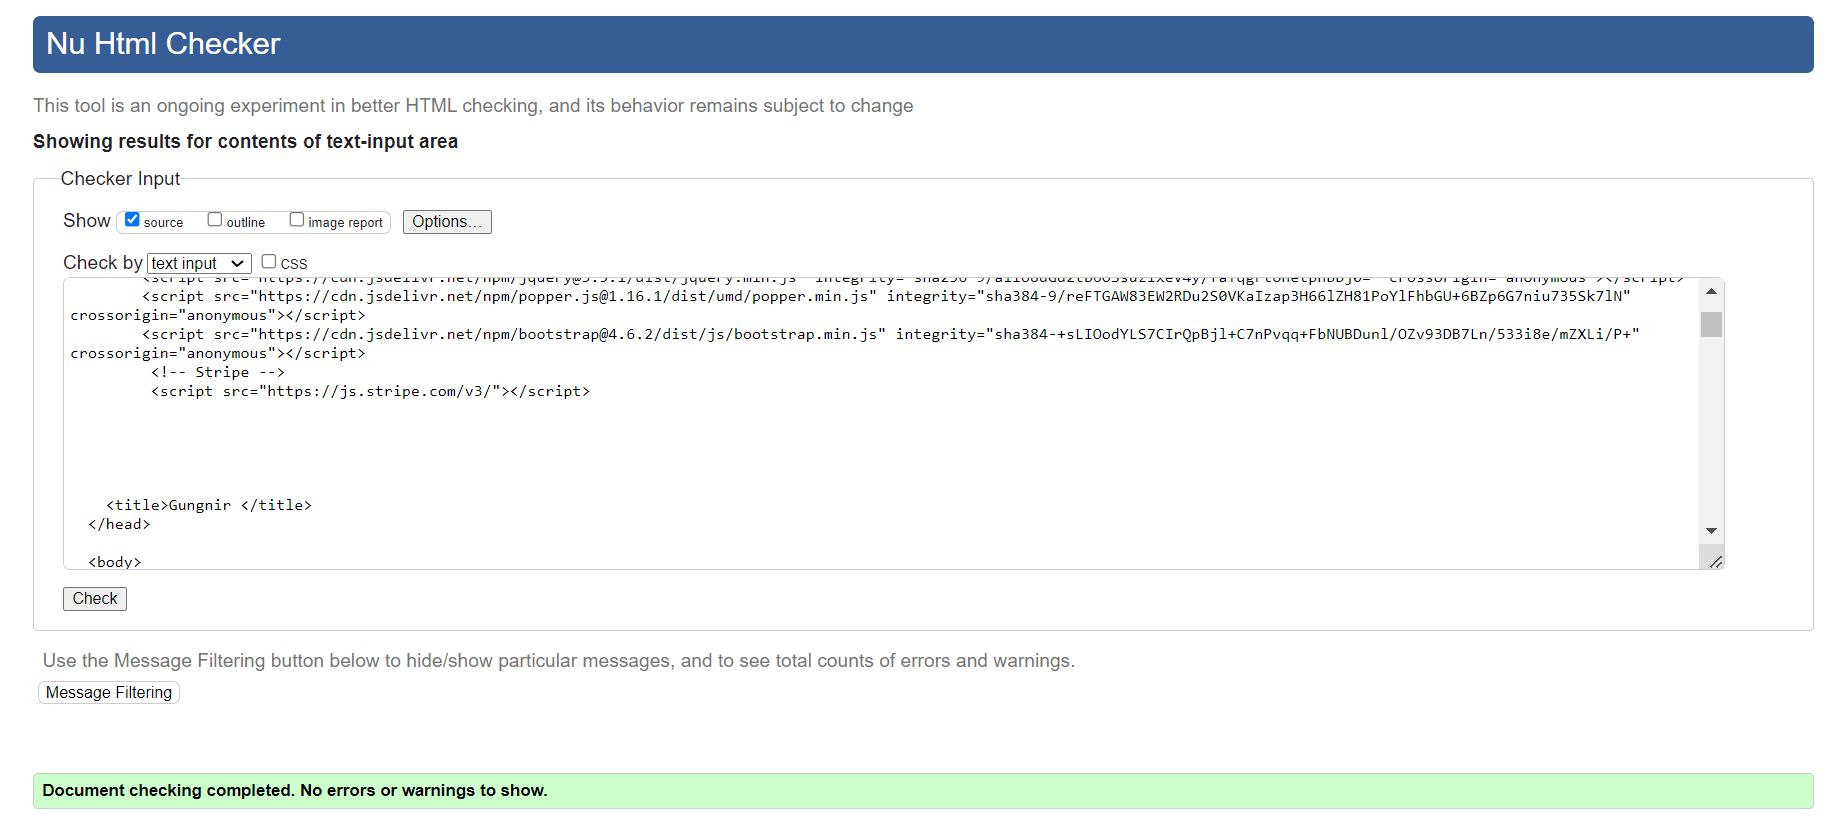 Nu Html Checker
This tool is an ongoing experiment in better HTML checking, and its behavior remains subject to change
Showing results for contents of text-input area
Checker Input
Show source outline image report Options...
Check by text input CSS
<script src="https://cdn.jsdelivr.net/npm/popper.js@1.16.1/dist/umd/popper.min.js" integrity="sha384-9/reFTGAW83EW2RDu2S0VKaIzap3H66lZH81PoYlFhbGU+6BZp6G7niu735Sk7lN"
crossorigin="anonymous"></script>
<script src="https://cdn.jsdelivr.net/npm/bootstrap@4.6.2/dist/js/bootstrap.min.js" integrity="sha384-+sLIOodYLS7CIrQpBjl+C7nPvqq+FbNUBDunl/OZv93DB7Ln/533i8e/mZXLi/P+"
crossorigin="anonymous"></script>
<!-- Stripe -->
<script src="https://js.stripe.com/v3/"></script>
<title>Gungnir </title>
</head>
<body>
Check
Use the Message Filtering button below to hide/show particular messages, and to see total counts of errors and warnings.
Message Filtering
Document checking completed. No errors or warnings to show.